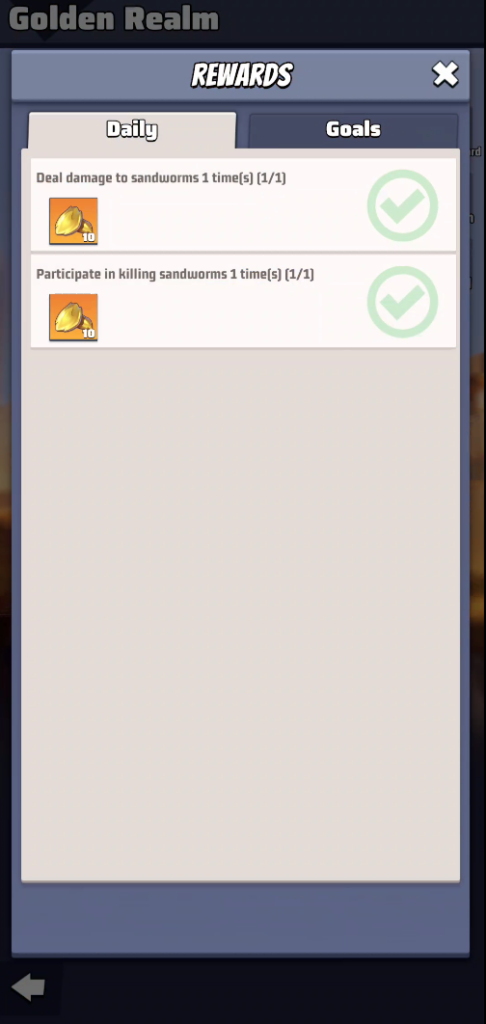 Golden Realm
REWARDS
Daily
Goals
rd
Deal damage to sandworms 1 time(s) (1/1)
10
Participate in killing sandworms 1 time(s) (1/1)
10